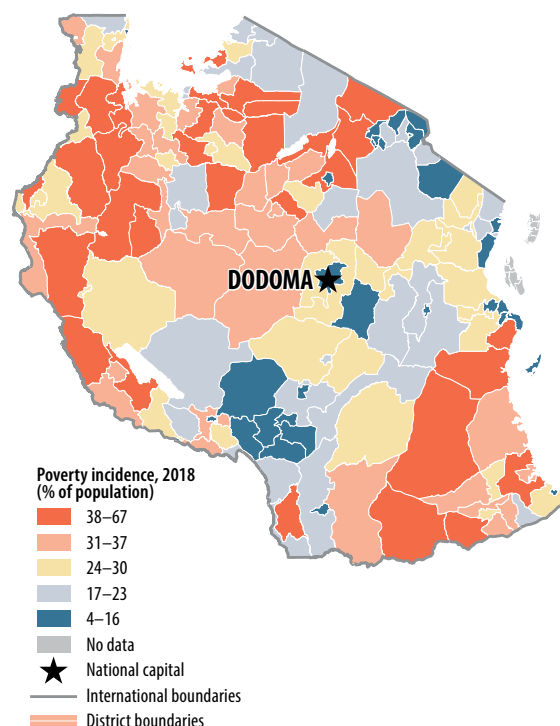 DODOMA
Poverty incidence, 2018
(% of population)
38–67
31–37
24–30
17–23
4–16
No data
National capital
International boundaries
District boundaries